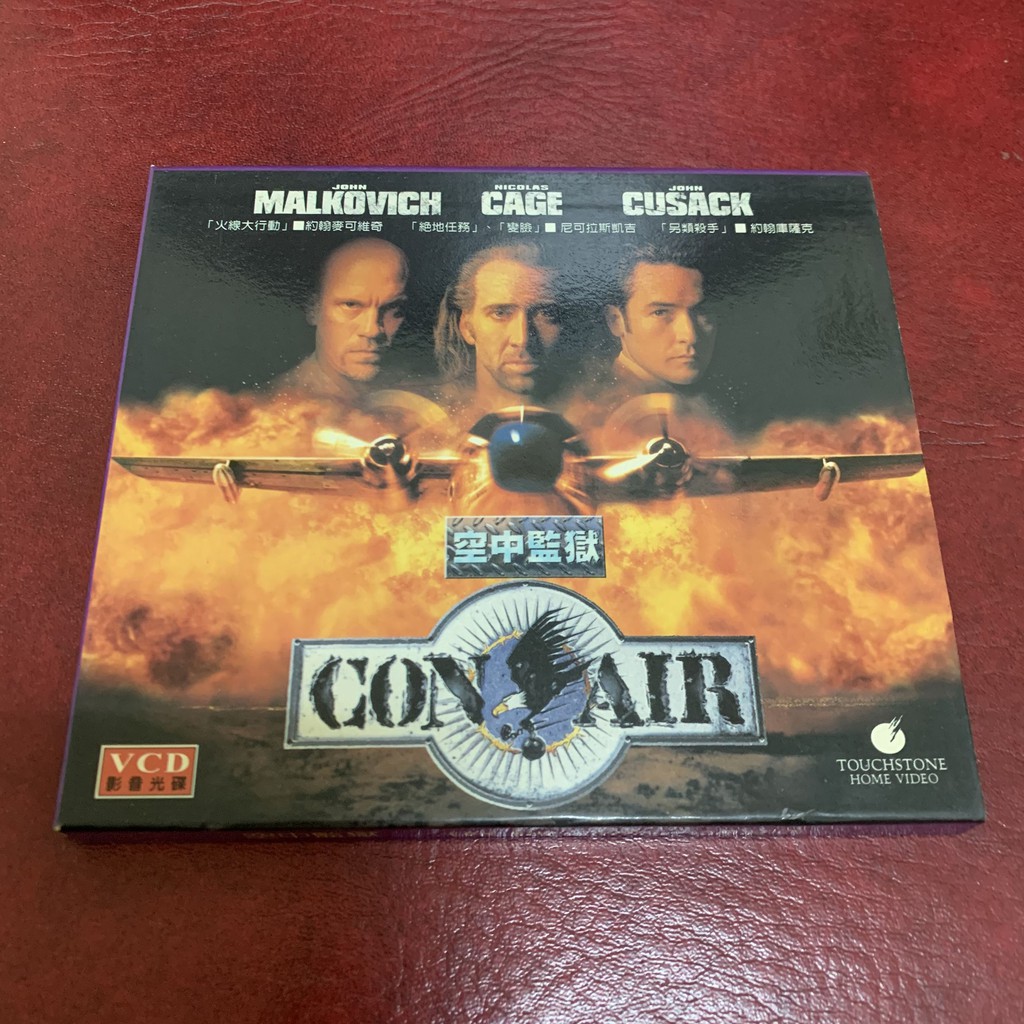 JOHN MALKOVICH NICOLAS CAGE JOHN CUSACK
「火線大行動」■約翰麥可維奇 「絕地任務」、「變臉」■尼可拉斯凱吉 「另類殺手」■約翰庫薩克
空中監獄
CON AIR
VCD
影音光碟
TOUCHSTONE
HOME VIDEO